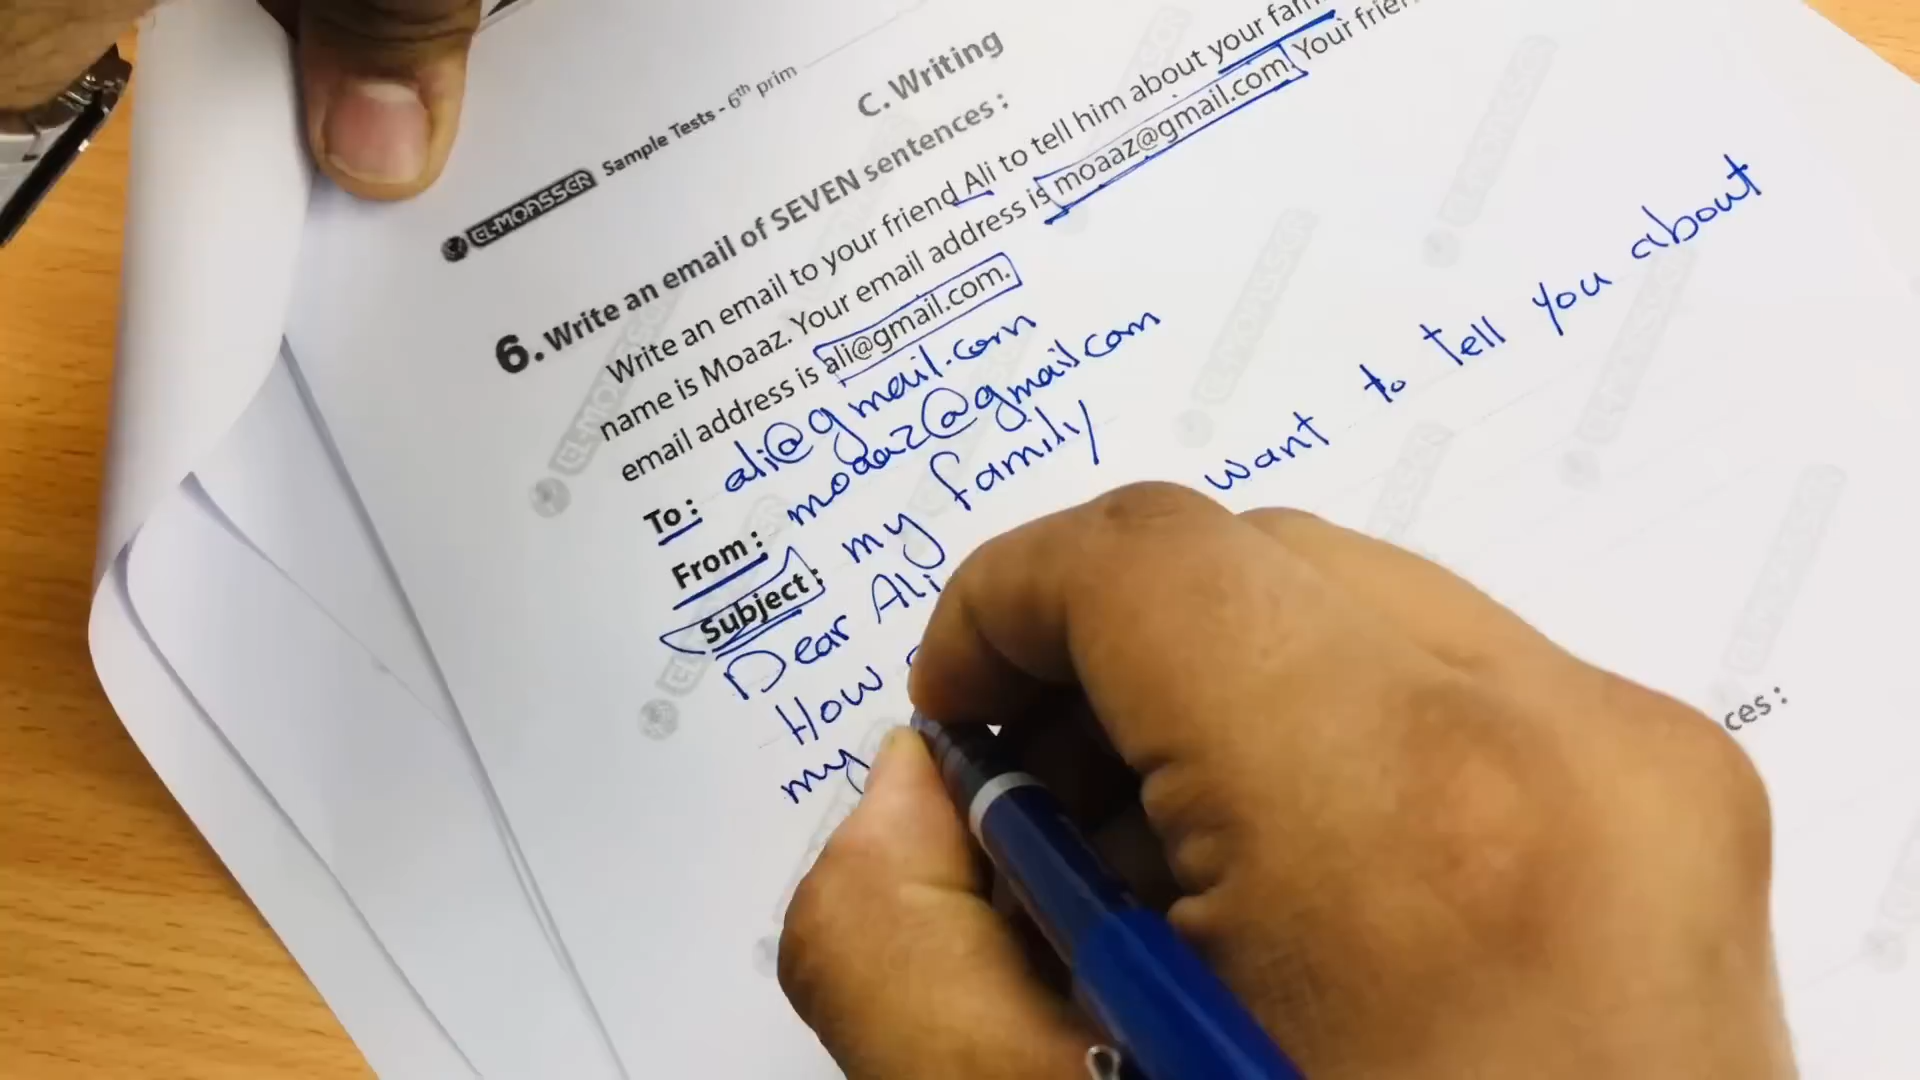 EL-MOASSER Sample Tests - 6th prim
C. Writing
6. Write an email of SEVEN sentences :
Write an email to your friend Ali to tell him about your fam
name is Moaaz. Your email address is moaaz@gmail.com. Your frien
email address is ali@gmail.com.
To : ali@gmail.com
From : moaaz@gmail.com
Subject : my family
Dear Ali
How want to tell you about
my
ces :